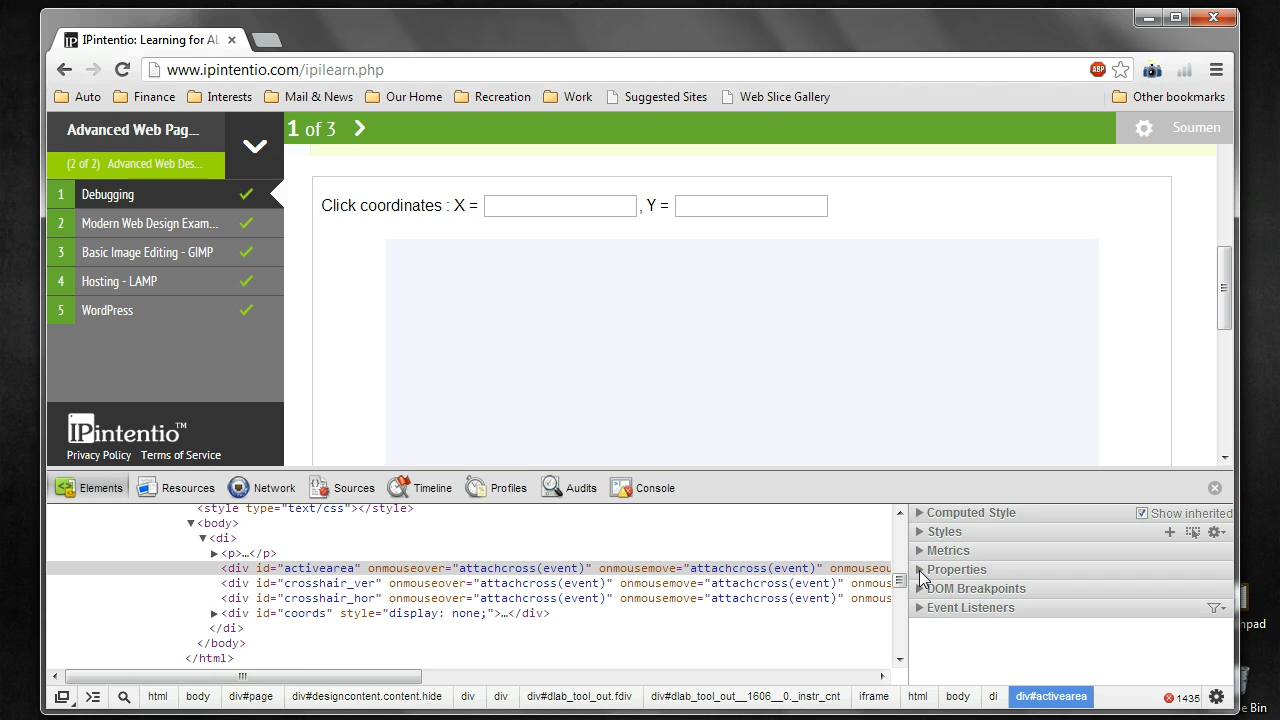 IPintentio: Learning for AL
www.ipintentio.com/ipilearn.php
ABP
Auto Finance Interests Mail & News Our Home Recreation Work Suggested Sites Web Slice Gallery Other bookmarks
Advanced Web Pag...
(2 of 2) Advanced Web Des...
1 of 3
Soumen
1 Debugging
2 Modern Web Design Exam...
3 Basic Image Editing - GIMP
4 Hosting - LAMP
5 WordPress
Click coordinates : X = , Y =
IPintentio™
Privacy Policy Terms of Service
Elements Resources Network Sources Timeline Profiles Audits Console
<style type="text/css"></style>
<body>
<di>
<p>…</p>
<div id="activearea" onmouseover="attachcross(event)" onmousemove="attachcross(event)" onmouseou
<div id="crosshair_ver" onmouseover="attachcross(event)" onmousemove="attachcross(event)" onmous
<div id="crosshair_hor" onmouseover="attachcross(event)" onmousemove="attachcross(event)" onmous
<div id="coords" style="display: none;">…</div>
</di>
</body>
</html>
Computed Style Show inherited
Styles
Metrics
Properties
DOM Breakpoints
Event Listeners
html body div#page div#designcontent.content.hide div div div#dlab_tool_out.fdiv div#dlab_tool_out__1606__0._instr_cnt iframe html body di div#activearea
1435